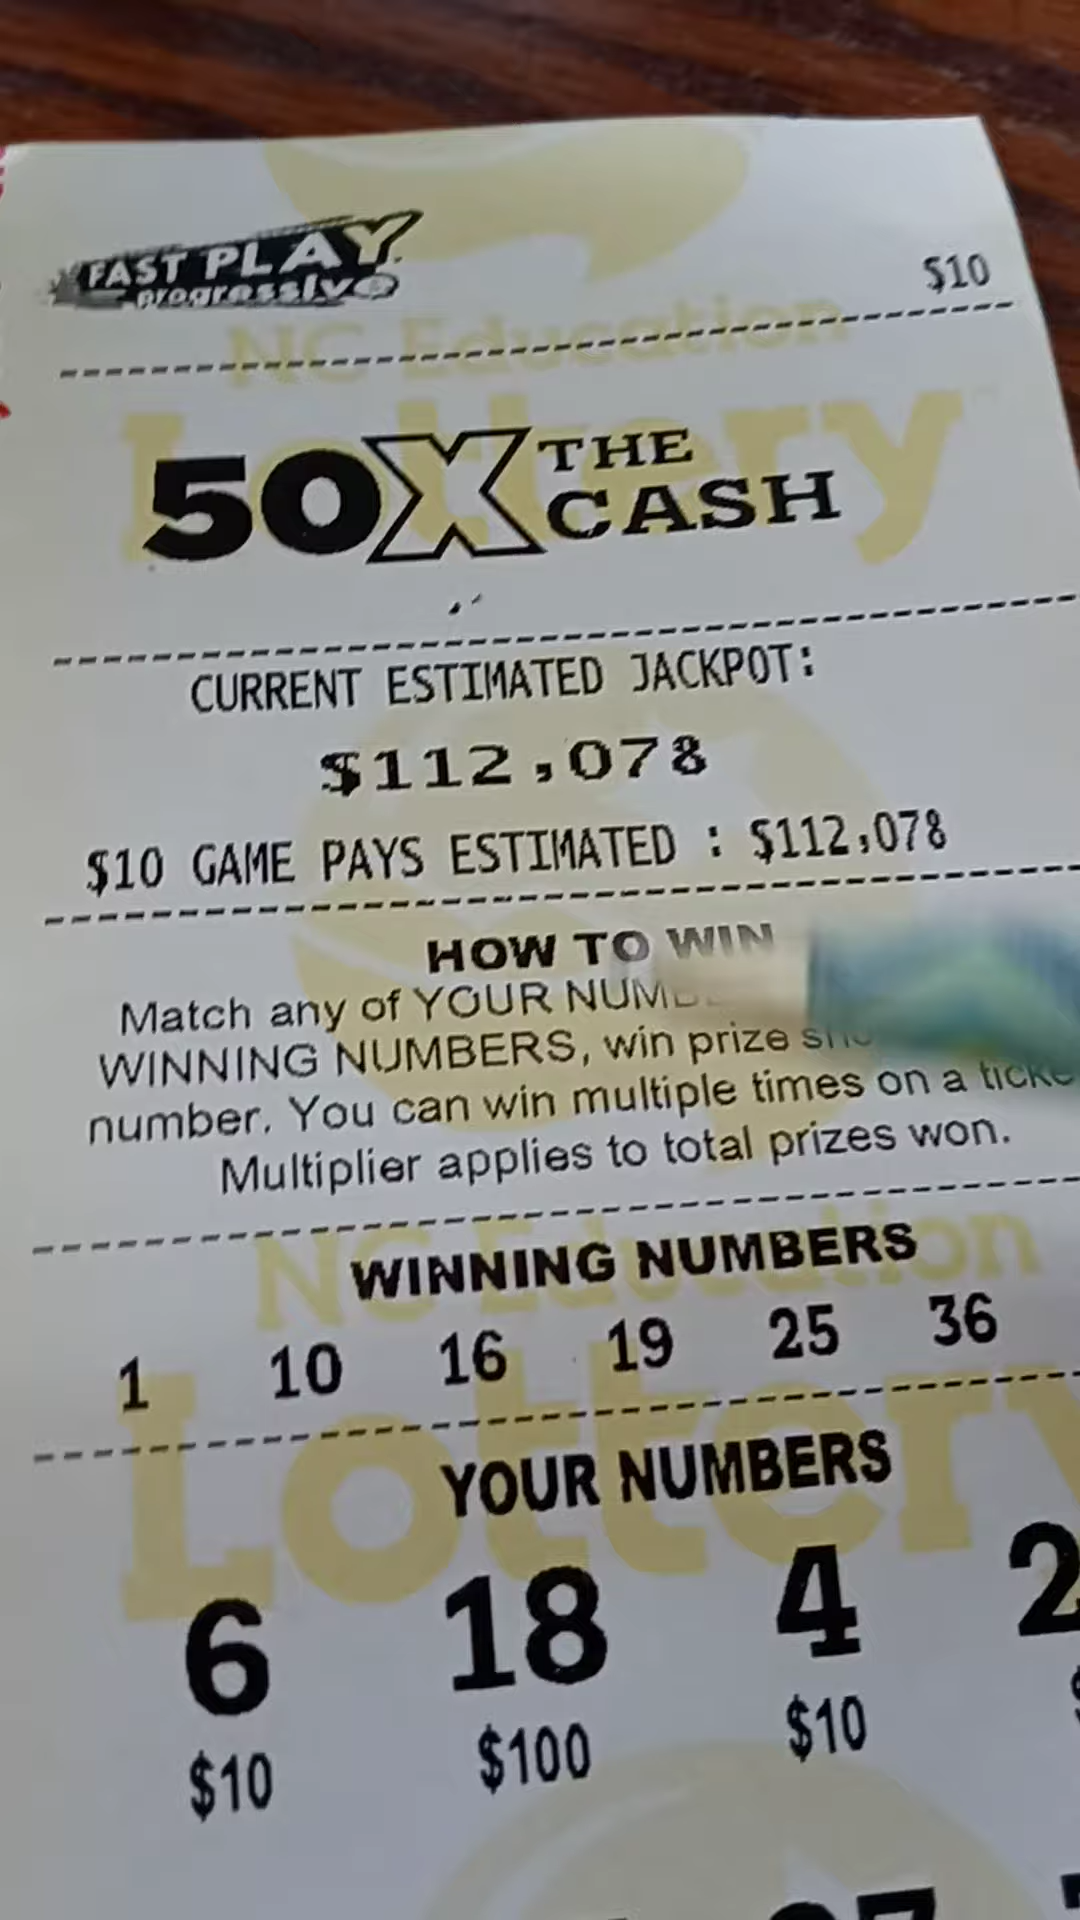 FAST PLAY
progressive
$10
NC Education
Lottery
50X THE
CASH
CURRENT ESTIMATED JACKPOT:
$112,078
$10 GAME PAYS ESTIMATED : $112,078
HOW TO WIN
Match any of YOUR
WINNING NUMBERS, win prize
number. You can win multiple times on a
Multiplier applies to total prizes won.
NC Education
WINNING NUMBERS
1 10 16 19 25 36
Lottery
YOUR NUMBERS
6 18 4
$10 $100 $10